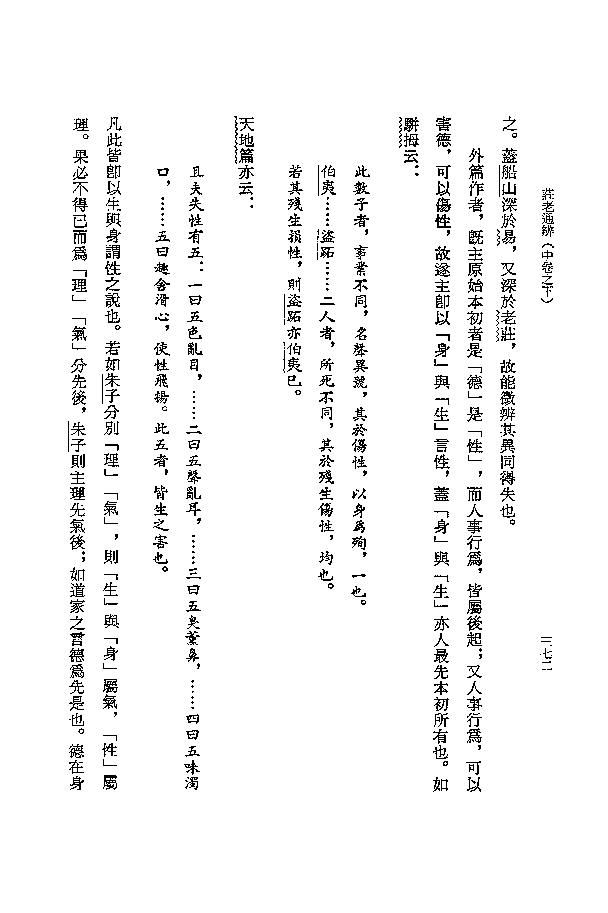 莊老通辨（中卷之下）
三七二
之。蓋船山深於易，又深於老莊，故能微辨其異同得失也。
外篇作者，既主原始本初者是「德」是「性」，而人事行為，皆屬後起；又人事行為，可以
害德，可以傷性，故遂主卽以「身」與「生」言性，蓋「身」與「生」亦人最先本初所有也。如
駢拇云：
此數子者，事業不同，名聲異號，其於傷性，以身為殉，一也。
伯夷……盜跖……二人者，所死不同，其於殘生傷性，均也。
若其殘生損性，則盜跖亦伯夷已。
天地篇亦云：
且夫失性有五：一曰五色亂目，……二曰五聲亂耳，……三曰五臭薰鼻，……四曰五味濁
口，……五曰趣舍滑心，使性飛揚。此五者，皆生之害也。
凡此皆卽以生與身謂性之說也。若如朱子分別「理」「氣」，則「生」與「身」屬氣，「性」屬
理。果必不得已而為「理」「氣」分先後，朱子則主理先氣後；如道家之言德為先是也。德在身